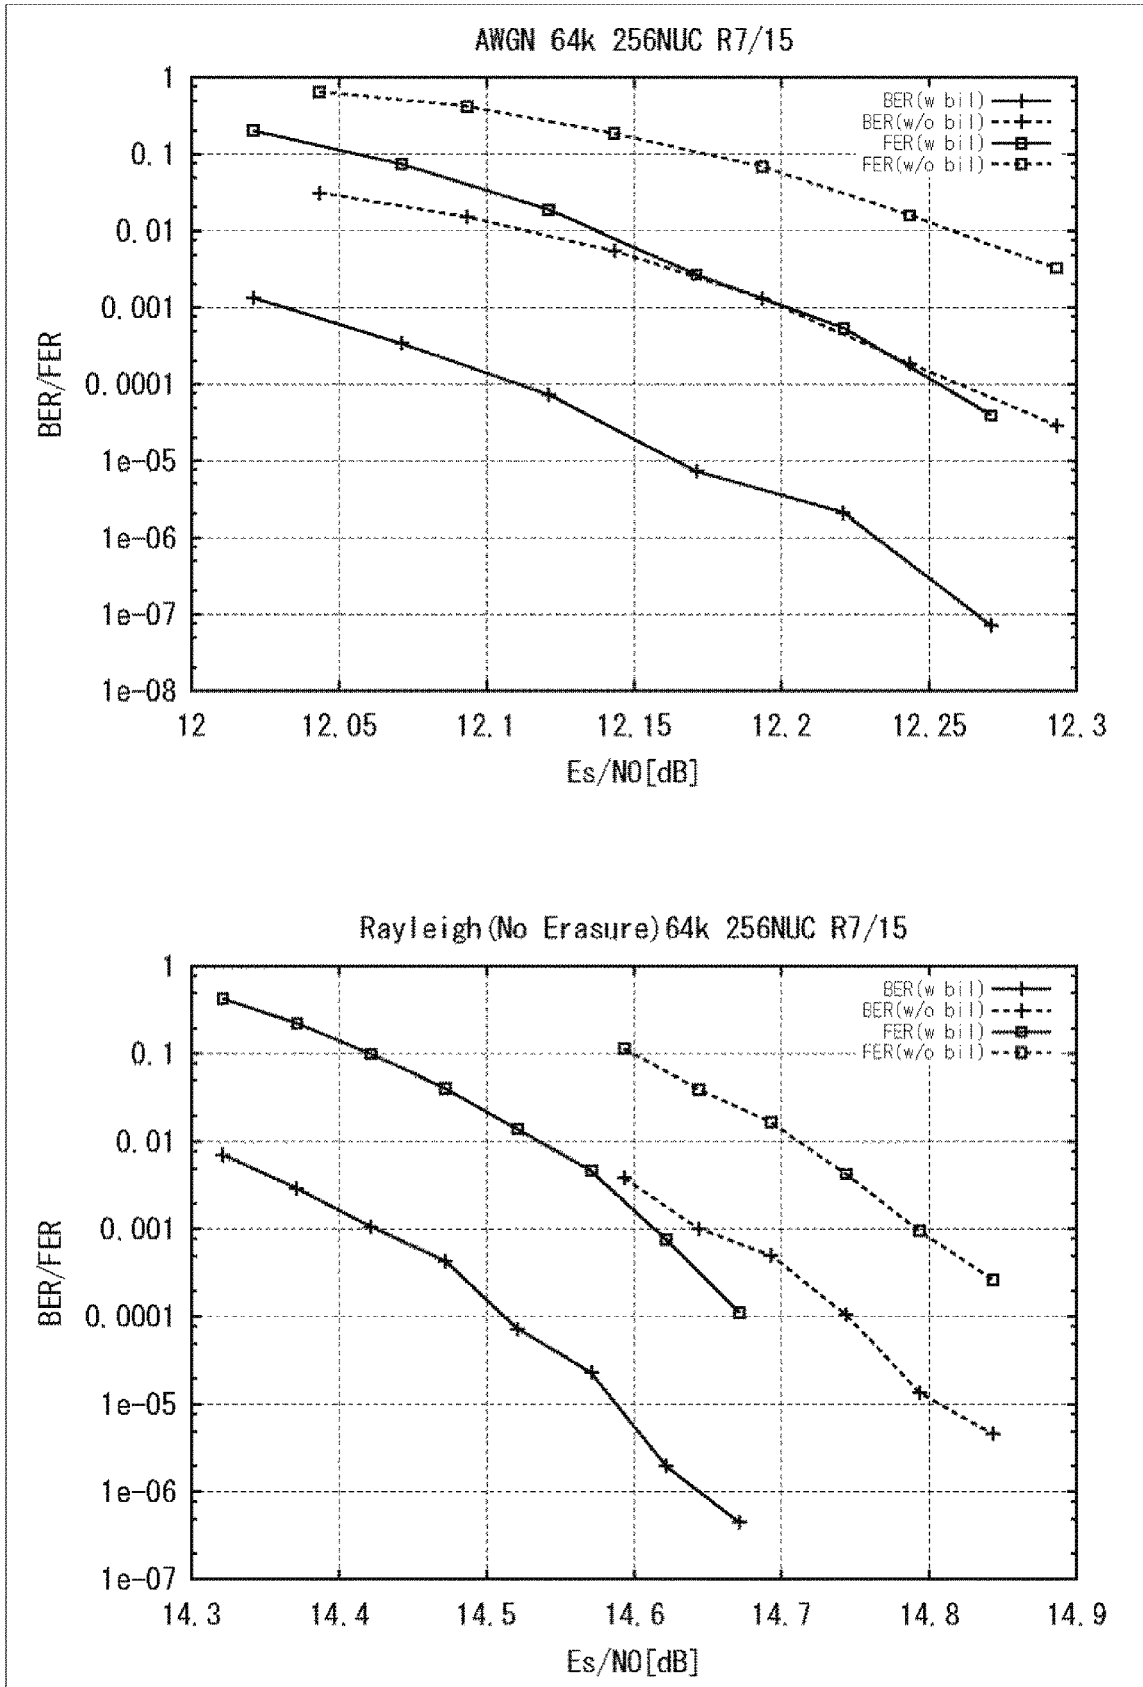 AWGN 64k 256NUC R7/15
BER(w bil)
BER(w/o bil)
FER(w bil)
FER(w/o bil)
1
0.1
0.01
0.001
0.0001
1e-05
1e-06
1e-07
1e-08
BER/FER
12 12.05 12.1 12.15 12.2 12.25 12.3
Es/N0[dB]
Rayleigh(No Erasure)64k 256NUC R7/15
BER(w bil)
BER(w/o bil)
FER(w bil)
FER(w/o bil)
1
0.1
0.01
0.001
0.0001
1e-05
1e-06
1e-07
BER/FER
14.3 14.4 14.5 14.6 14.7 14.8 14.9
Es/N0[dB]